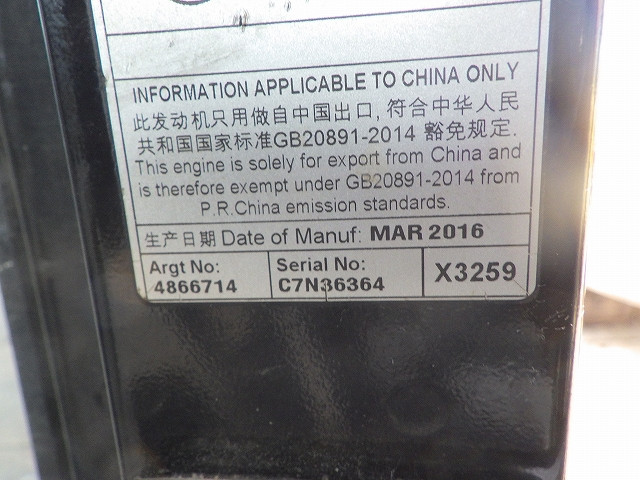 INFORMATION APPLICABLE TO CHINA ONLY
此发动机只用做自中国出口,符合中华人民
共和国国家标准GB20891-2014 豁免规定.
This engine is solely for export from China and
is therefore exempt under GB20891-2014 from
P.R.China emission standards.
生产日期 Date of Manuf: MAR 2016
Argt No: Serial No: X3259
4866714 C7N36364